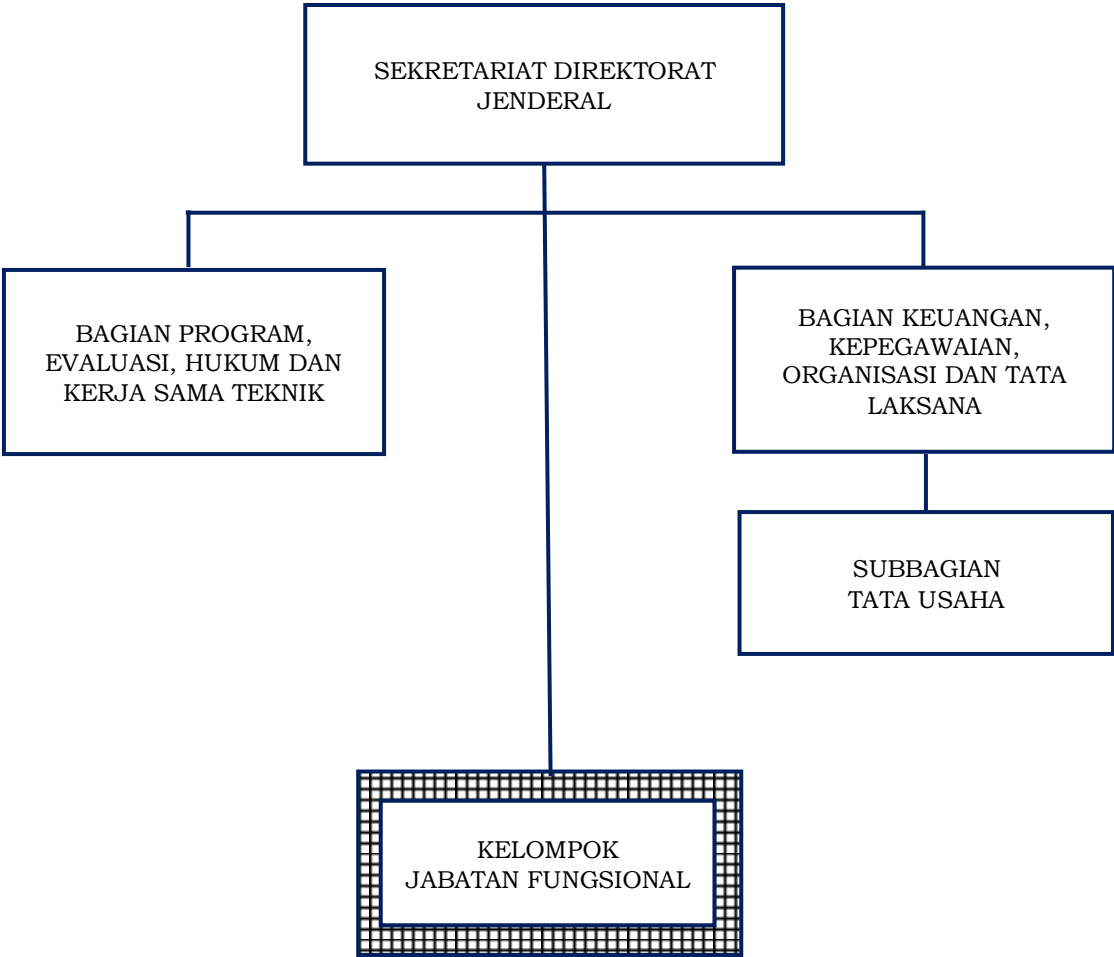 SEKRETARIAT DIREKTORAT
JENDERAL
BAGIAN PROGRAM,
EVALUASI, HUKUM DAN
KERJA SAMA TEKNIK
BAGIAN KEUANGAN,
KEPEGAWAIAN,
ORGANISASI DAN TATA
LAKSANA
SUBBAGIAN
TATA USAHA
KELOMPOK
JABATAN FUNGSIONAL